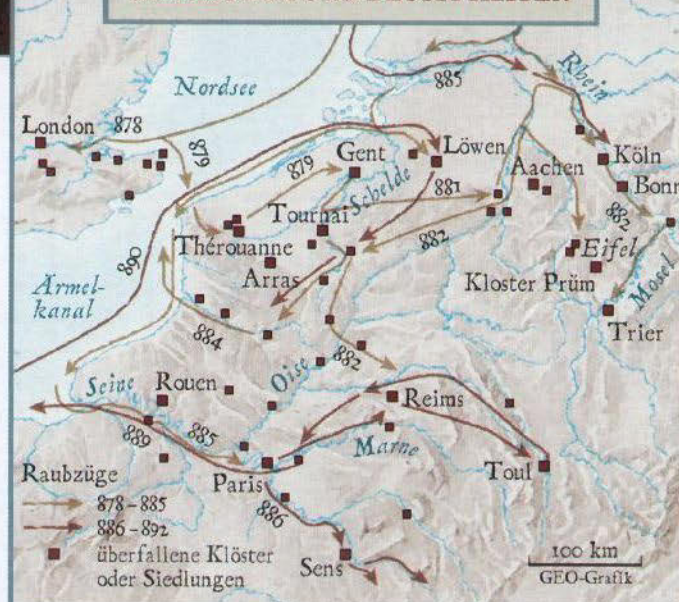 Nordsee
885
Rhein
London
878
879
Gent
879
Löwen
Köln
Aachen
Bonn
Schelde
881
882
Tournai
882
Thérouanne
Eifel
890
Arras
Kloster Prüm
Mosel
Ärmel-
kanal
884
Trier
Oise
882
Seine
Rouen
Reims
889
885
Marne
Toul
Paris
886
Sens
Raubzüge
878-885
886-892
überfallene Klöster
oder Siedlungen
100 km
GEO-Grafik